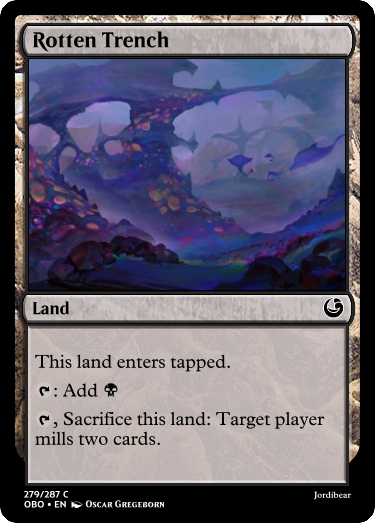 Rotten Trench
Land
This land enters tapped.
: Add
, Sacrifice this land: Target player
mills two cards.
279/287 C
OBO • EN Oscar Gregeborn
Jordibear